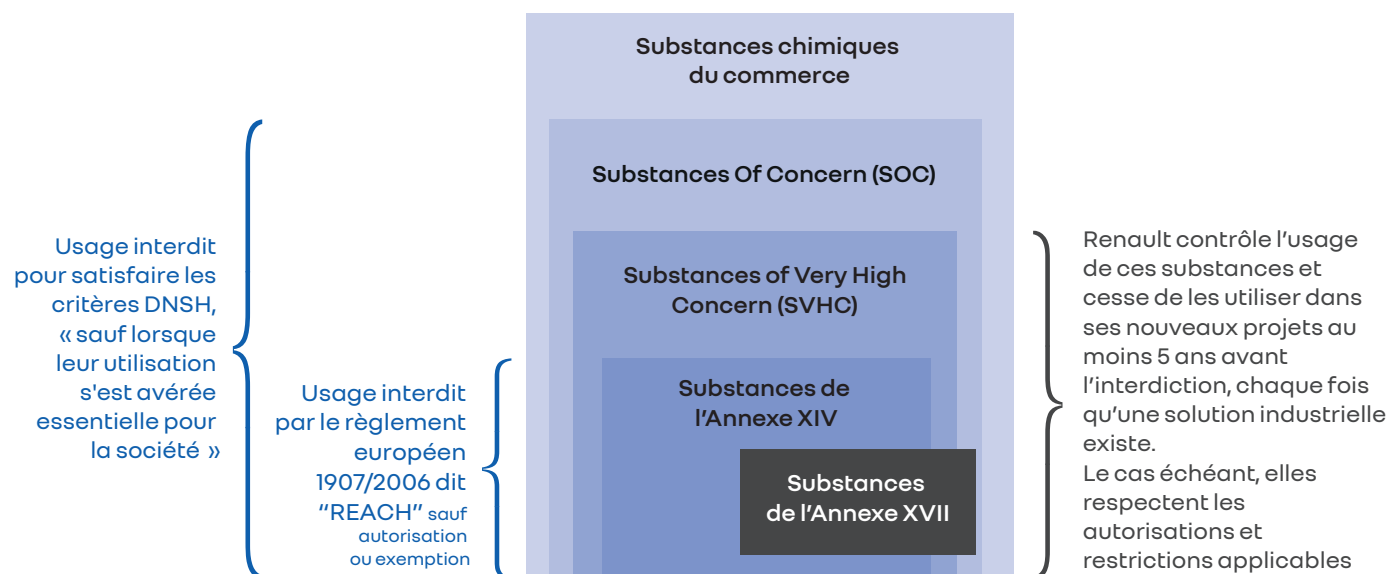 Substances chimiques
du commerce
Substances Of Concern (SOC)
Substances of Very High
Concern (SVHC)
Substances de
l'Annexe XIV
Substances
de l'Annexe XVII
Usage interdit
pour satisfaire les
critères DNSH,
« sauf lorsque
leur utilisation
s'est avérée
essentielle pour
la société »
Usage interdit
par le règlement
européen
1907/2006 dit
"REACH" sauf
autorisation
ou exemption
Renault contrôle l'usage
de ces substances et
cesse de les utiliser dans
ses nouveaux projets au
moins 5 ans avant
l'interdiction, chaque fois
qu'une solution industrielle
existe.
Le cas échéant, elles
respectent les
autorisations et
restrictions applicables